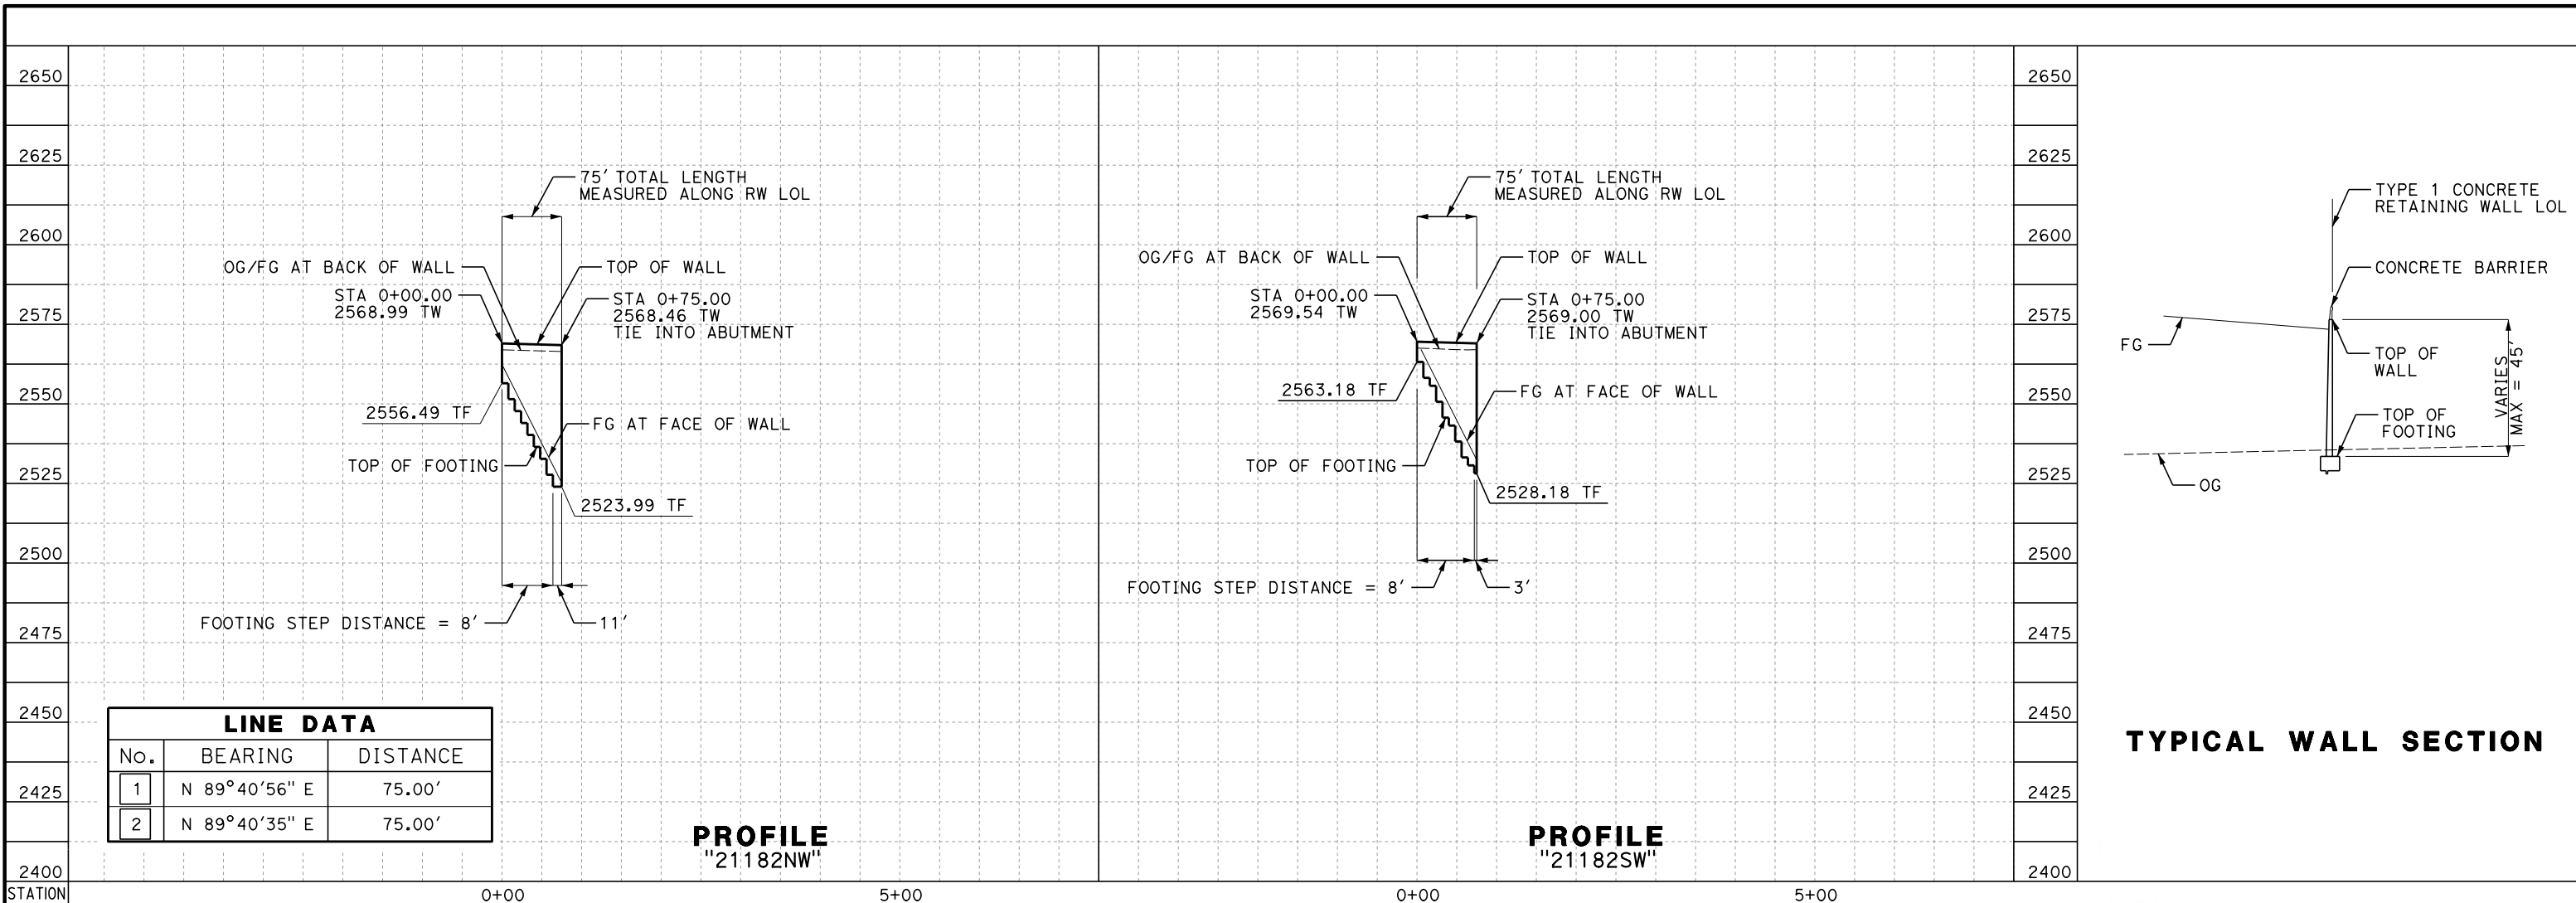 2650
2625
2600
2575
2550
2525
2500
2475
2450
2425
2400
STATION
75' TOTAL LENGTH
MEASURED ALONG RW LOL
OG/FG AT BACK OF WALL
TOP OF WALL
STA 0+00.00
2568.99 TW
STA 0+75.00
2568.46 TW
TIE INTO ABUTMENT
2556.49 TF
FG AT FACE OF WALL
TOP OF FOOTING
2523.99 TF
FOOTING STEP DISTANCE = 8'
11'
LINE DATA
No. BEARING DISTANCE
1 N 89°40'56" E 75.00'
2 N 89°40'35" E 75.00'
PROFILE
"21182NW"
0+00
5+00
75' TOTAL LENGTH
MEASURED ALONG RW LOL
OG/FG AT BACK OF WALL
TOP OF WALL
STA 0+00.00
2569.54 TW
STA 0+75.00
2569.00 TW
TIE INTO ABUTMENT
2563.18 TF
FG AT FACE OF WALL
TOP OF FOOTING
2528.18 TF
FOOTING STEP DISTANCE = 8'
3'
PROFILE
"21182SW"
0+00
5+00
2650
2625
2600
2575
2550
2525
2500
2475
2450
2425
2400
TYPE 1 CONCRETE
RETAINING WALL LOL
CONCRETE BARRIER
FG
TOP OF
WALL
VARIES
MAX = 45'
TOP OF
FOOTING
OG
TYPICAL WALL SECTION